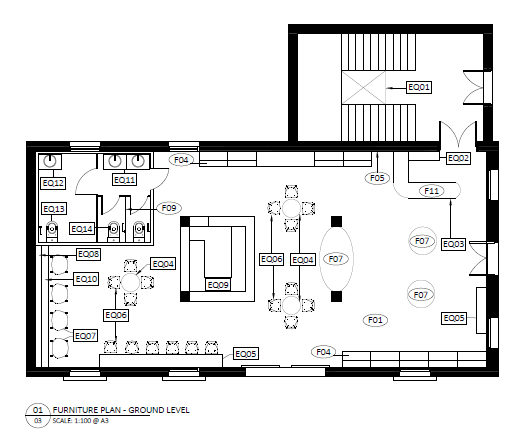 EQ01
EQ02
F04
F05
EQ12
EQ11
F11
EQ13
F09
EQ14
F07
EQ03
EQ08
EQ04
EQ06
EQ04
F07
EQ10
EQ09
F07
EQ06
F01
EQ05
EQ07
EQ05
F04
01 FURNITURE PLAN - GROUND LEVEL
03 SCALE: 1:100 @ A3